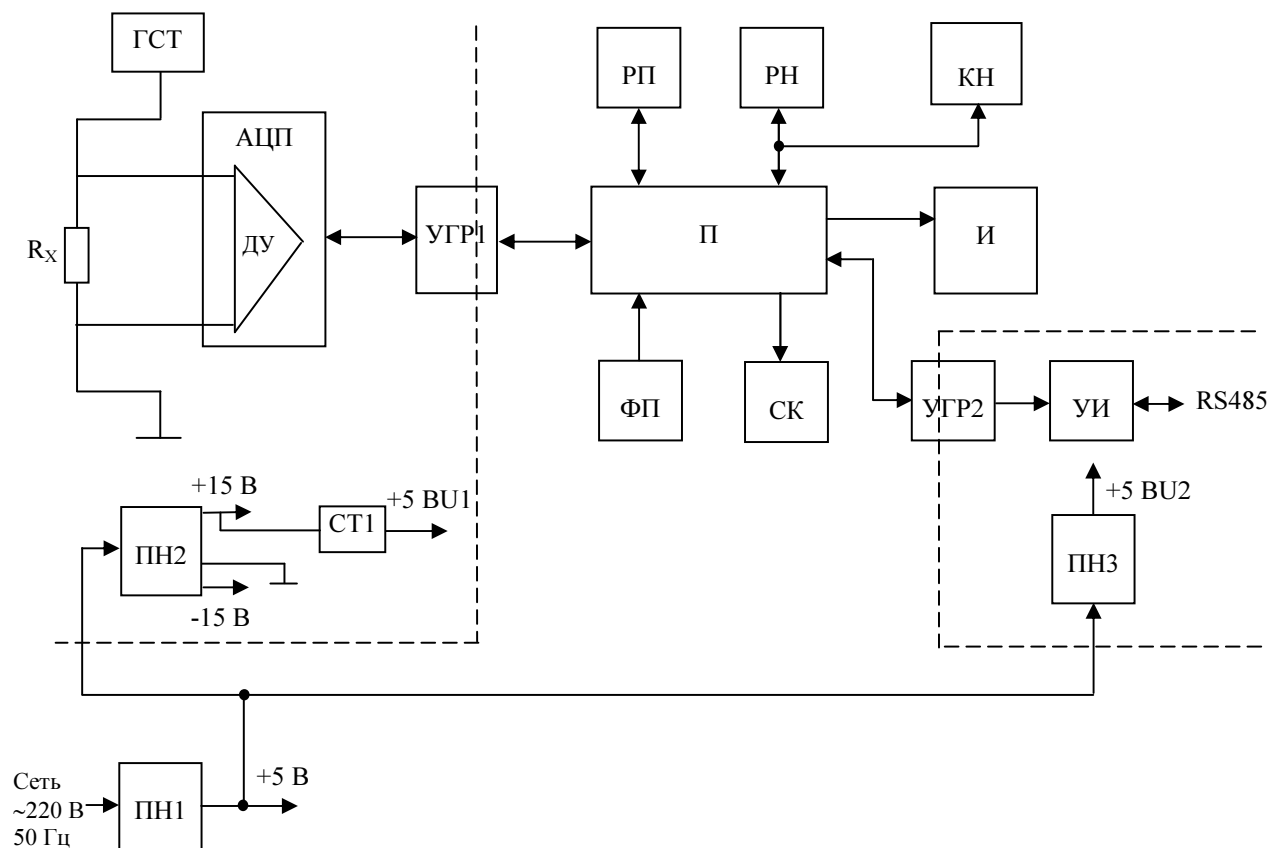 ГСТ
РП
РН
КН
АЦП
ДУ
R_X
УГР1
П
И
ФП
СК
УГР2
УИ
RS485
+15 В
СТ1
+5 ВU1
+5 ВU2
ПН2
-15 В
ПН3
Сеть
~220 В
50 Гц
ПН1
+5 В